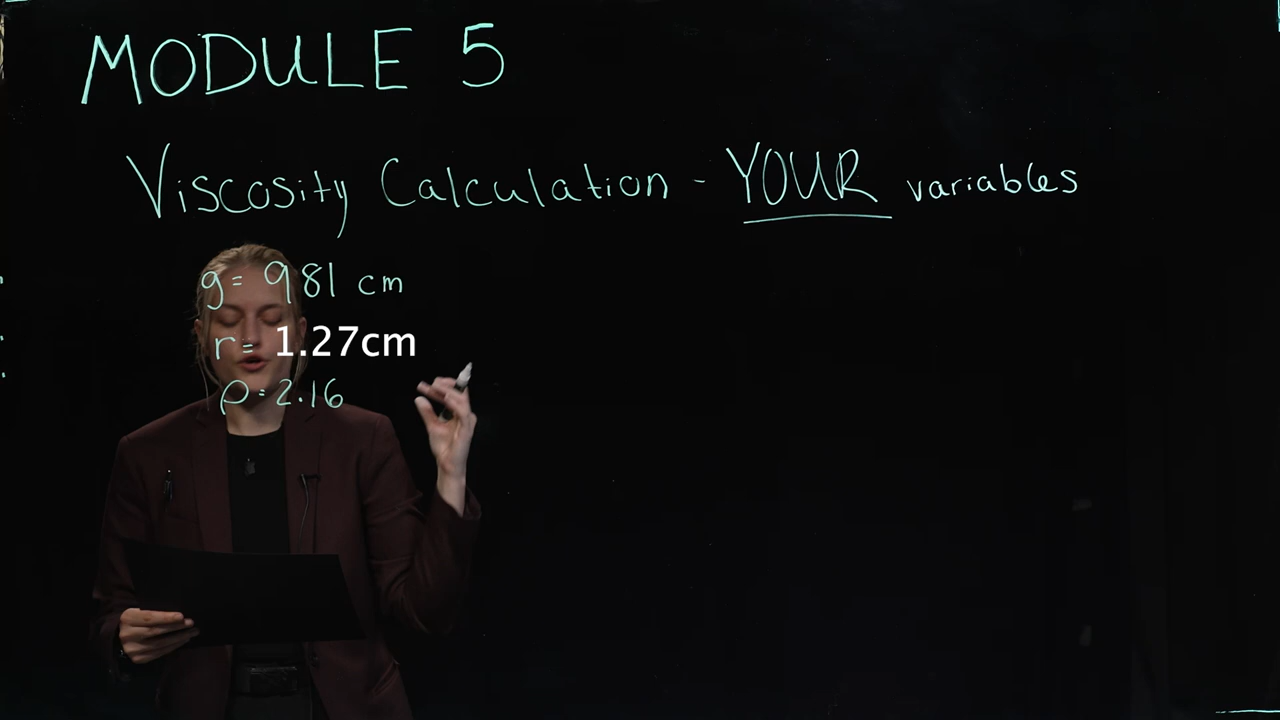 MODULE 5
Viscosity Calculation - YOUR variables
g= 981 cm
r= 1.27cm
ρ=2.16